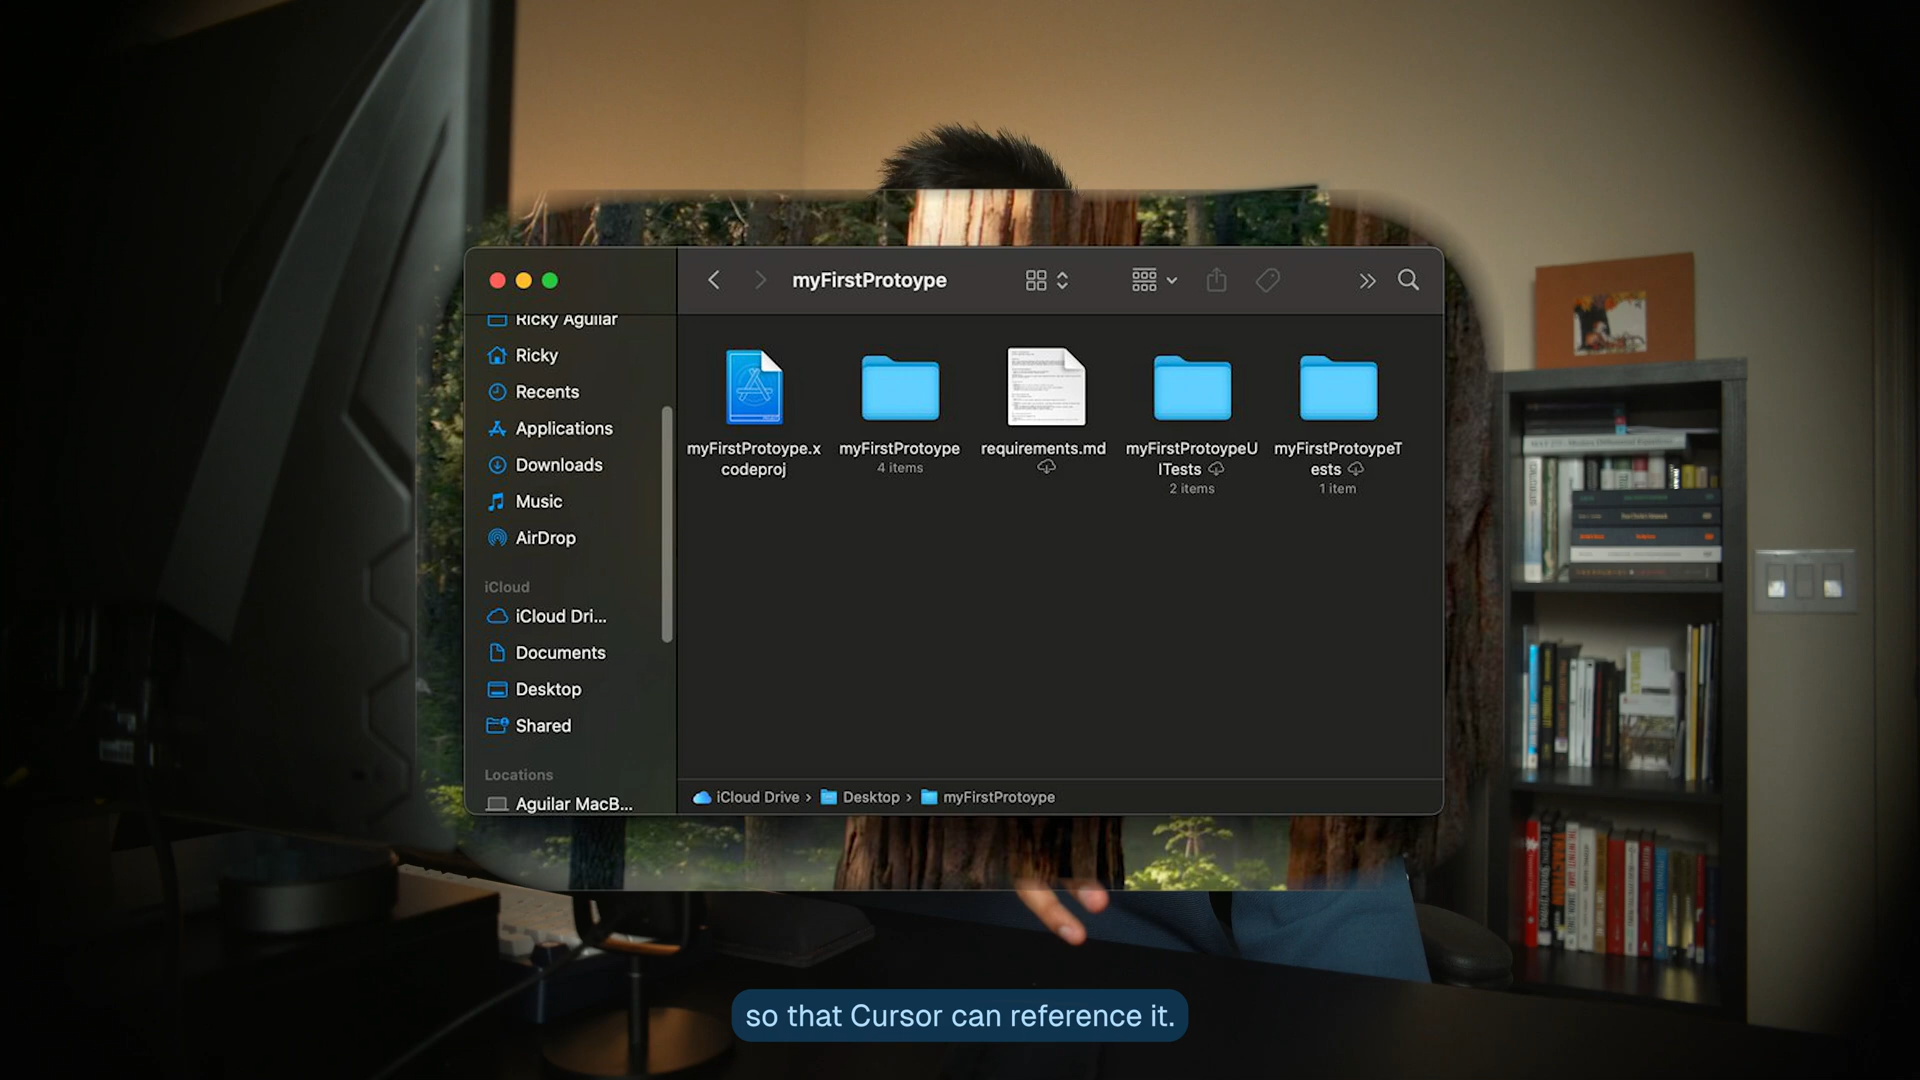 myFirstProtoype
Ricky Aguilar
Ricky
Recents
Applications
Downloads
Music
AirDrop
iCloud
iCloud Dri...
Documents
Desktop
Shared
Locations
Aguilar MacB...
myFirstProtoype.x
codeproj
myFirstProtoype
4 items
requirements.md
myFirstProtoypeU
ITests
2 items
myFirstProtoypeT
ests
1 item
iCloud Drive › Desktop › myFirstProtoype
so that Cursor can reference it.